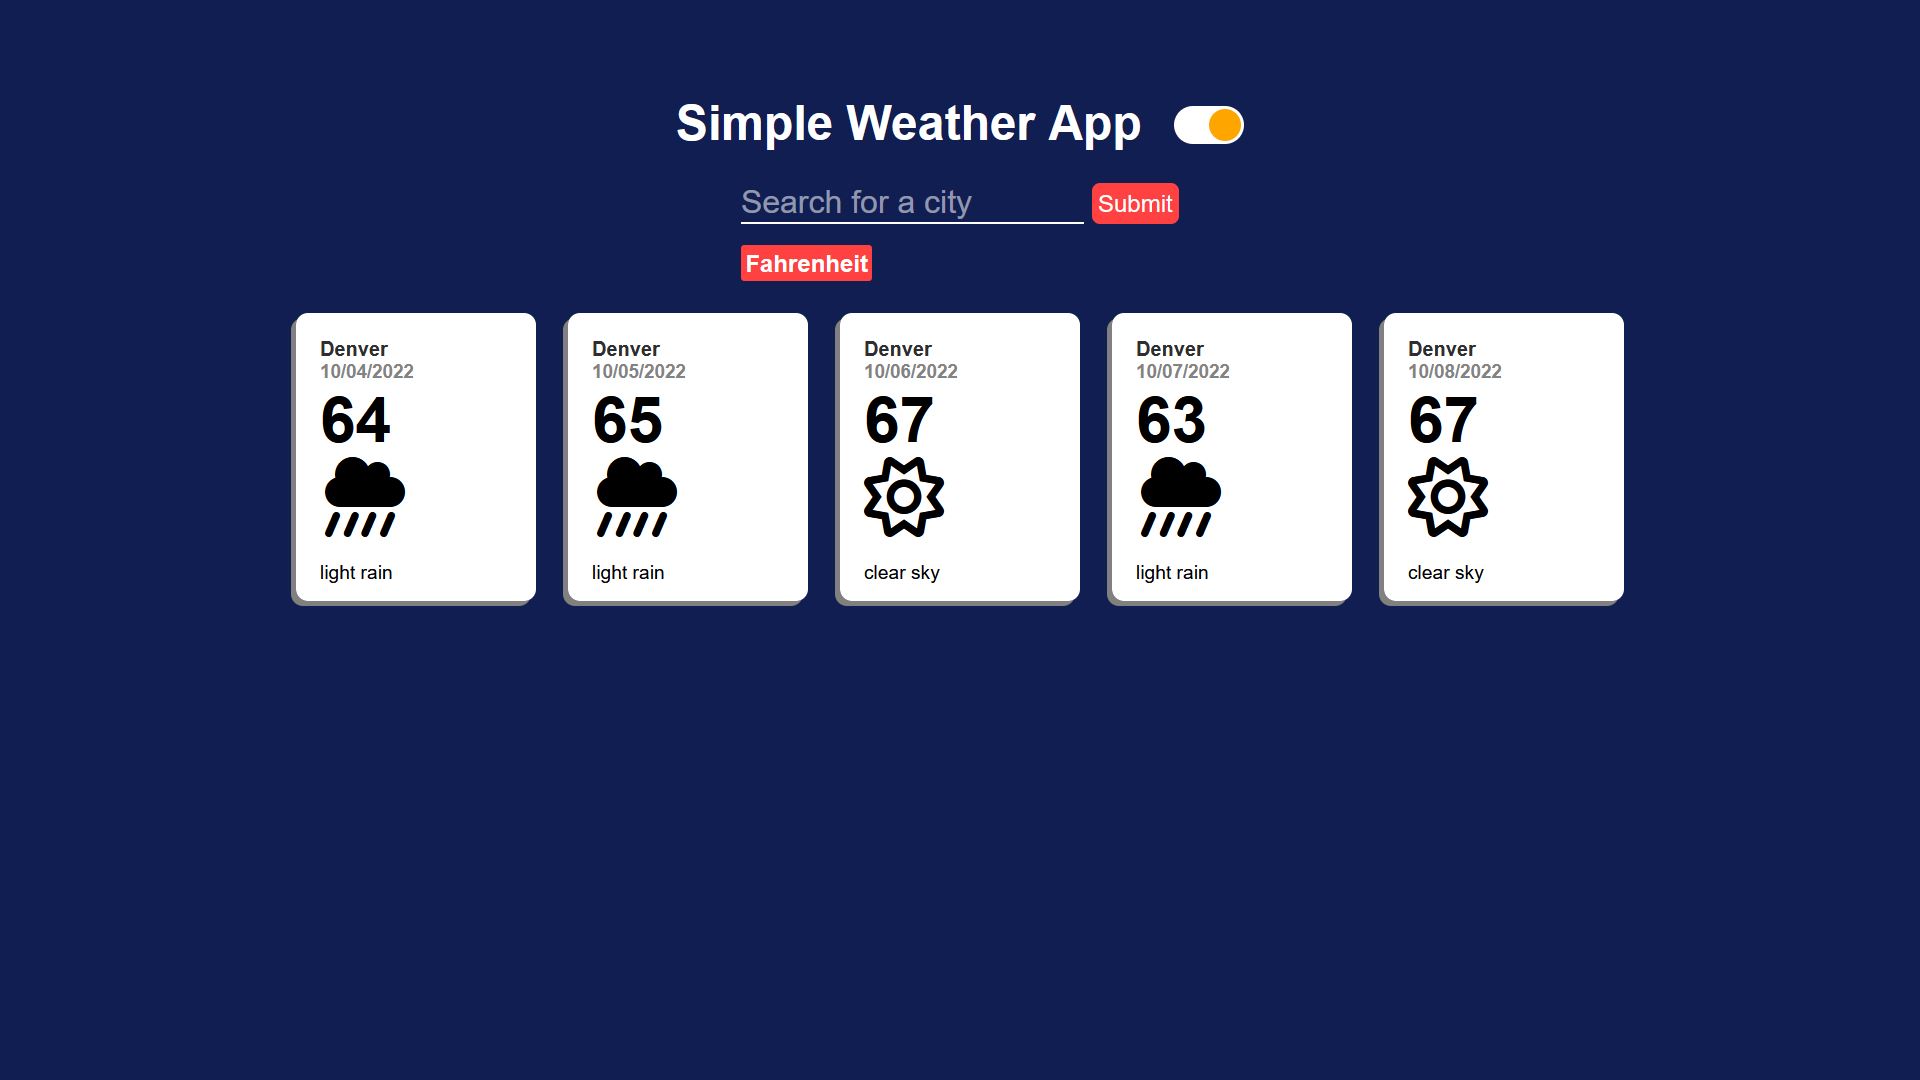 Simple Weather App
Search for a city
Submit
Fahrenheit
Denver
10/04/2022
64
light rain
Denver
10/05/2022
65
light rain
Denver
10/06/2022
67
clear sky
Denver
10/07/2022
63
light rain
Denver
10/08/2022
67
clear sky